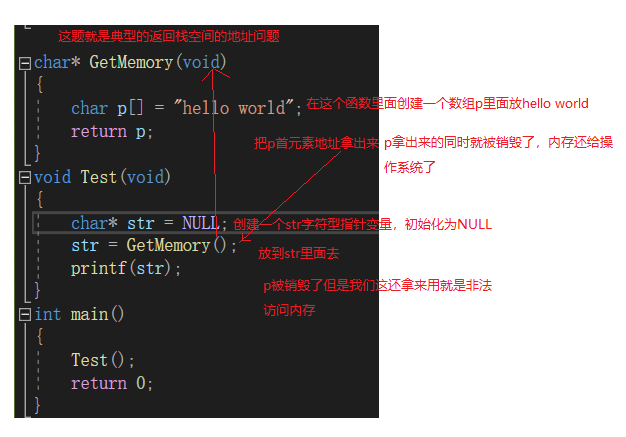 这题就是典型的返回栈空间的地址问题
char* GetMemory(void)
{
char p[] = "hello world"; 在这个函数里面创建一个数组p里面放hello world
return p;
把p首元素地址拿出来 p拿出来的同时就被销毁了，内存还给操
作系统了
}
void Test(void)
{
char* str = NULL; 创建一个str字符型指针变量，初始化为NULL
str = GetMemory();
放到str里面去
printf(str);
p被销毁了但是我们这还拿来用就是非法
访问内存
}
int main()
{
Test();
return 0;
}